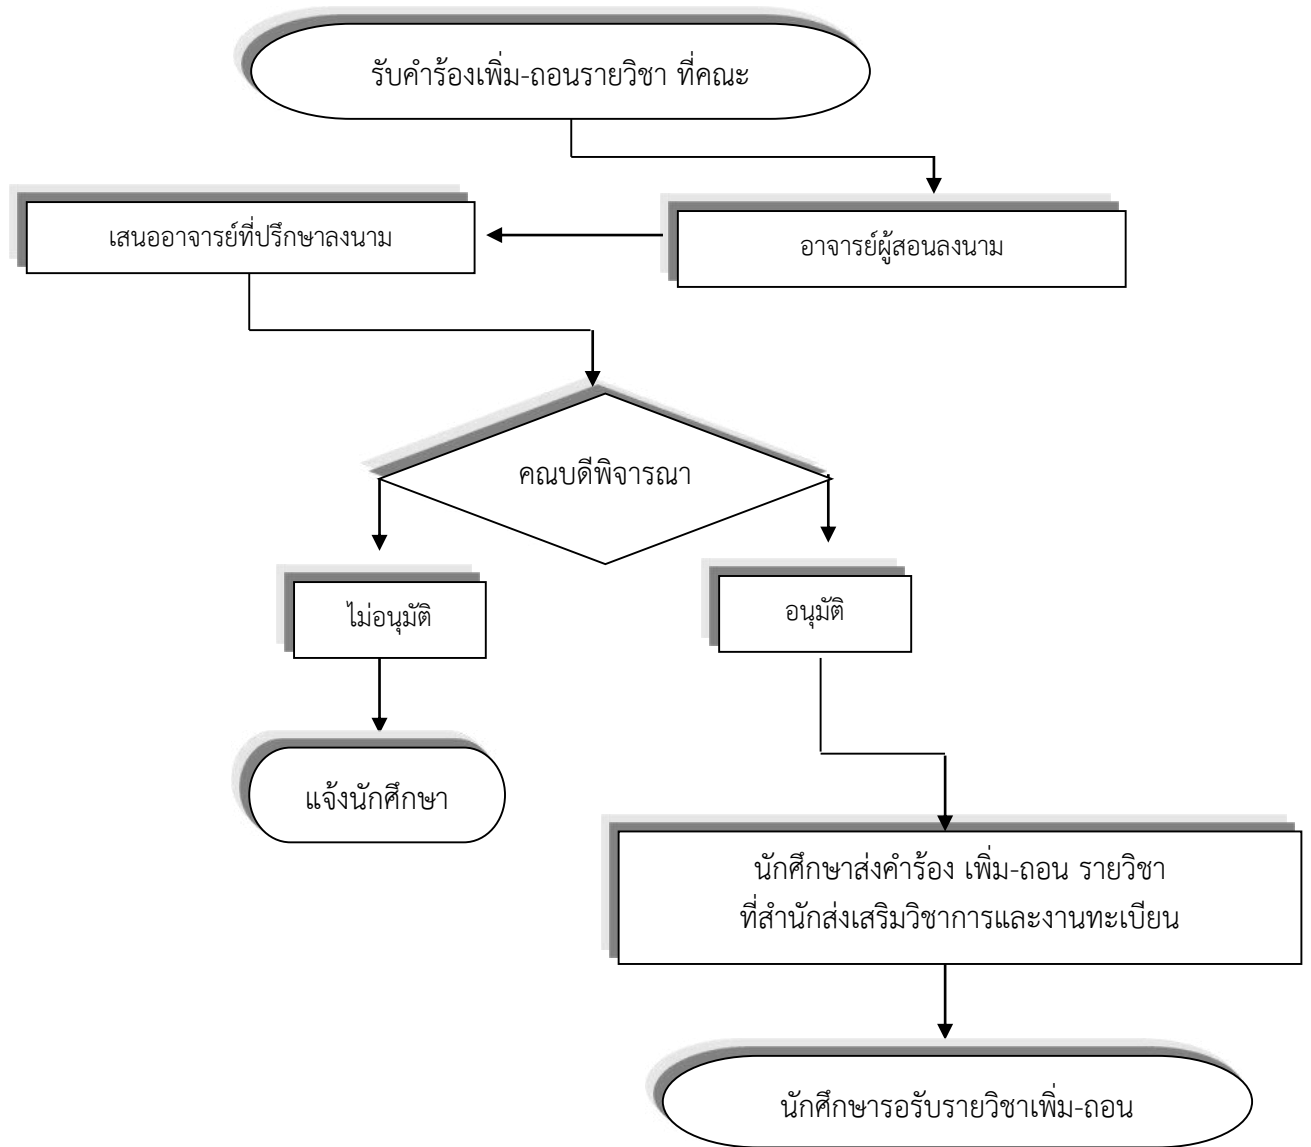 รับคำร้องเพิ่ม-ถอนรายวิชา ที่คณะ
อาจารย์ผู้สอนลงนาม
เสนออาจารย์ที่ปรึกษาลงนาม
คณบดีพิจารณา
ไม่อนุมัติ
อนุมัติ
แจ้งนักศึกษา
นักศึกษาส่งคำร้อง เพิ่ม-ถอน รายวิชา
ที่สำนักส่งเสริมวิชาการและงานทะเบียน
นักศึกษารอรับรายวิชาเพิ่ม-ถอน